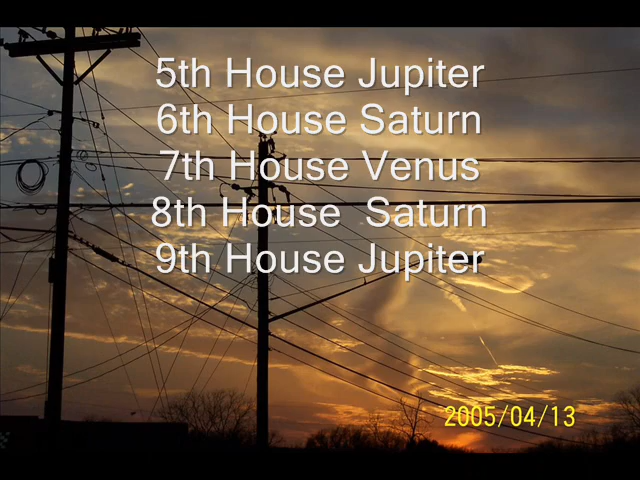 5th House Jupiter
6th House Saturn
7th House Venus
8th House  Saturn
9th House Jupiter
2005/04/13